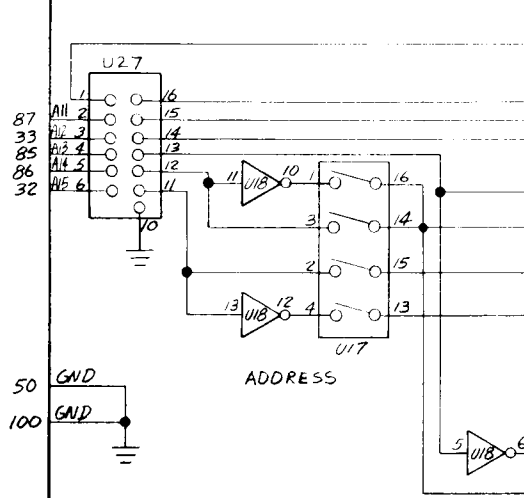 U27
1 16
87 A11 2 15
33 A12 3 14
85 A13 4 13
86 A14 5 12
32 A15 6 11
10
11 U18 10 1 16
3 14
2 15
13 U18 12 4 13
U17
ADDRESS
50 GND
100 GND
5 U18 6